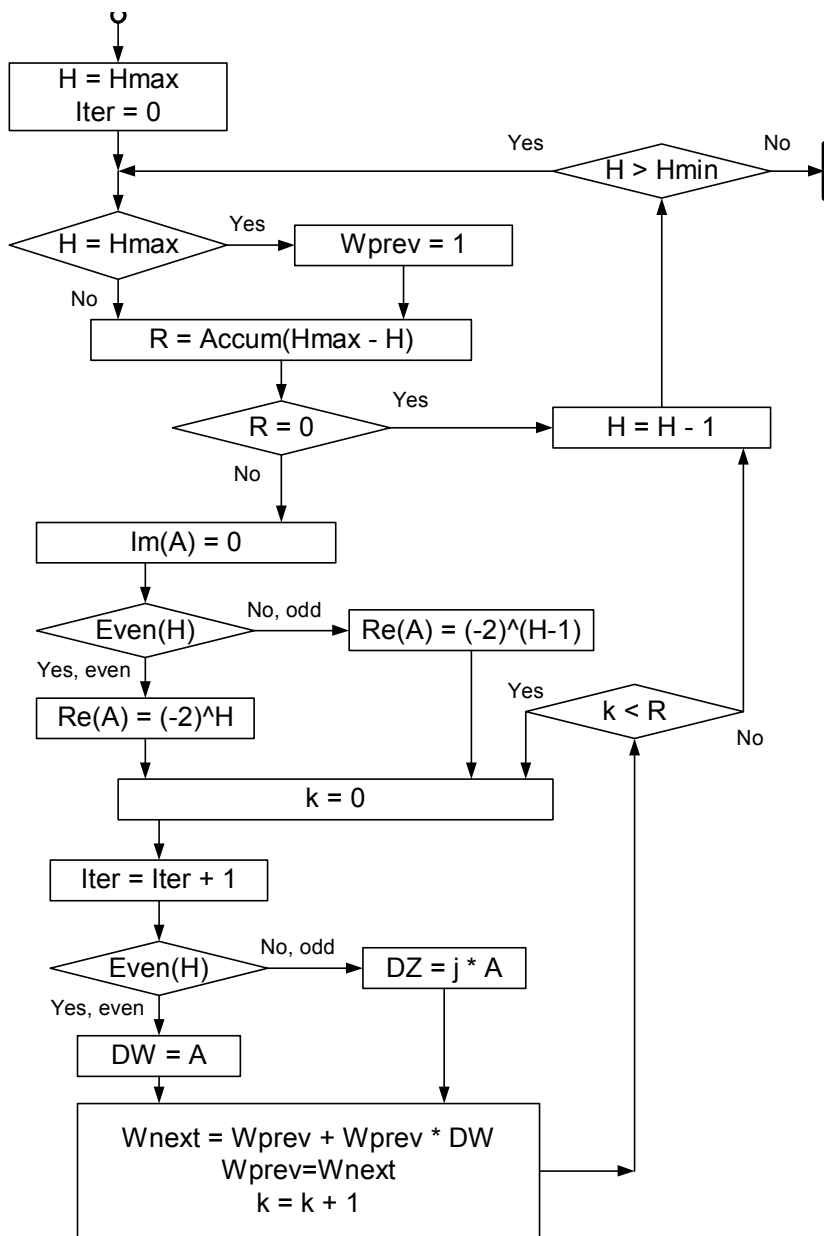 H = Hmax
Iter = 0
Yes
No
H > Hmin
H = Hmax
Yes
Wprev = 1
No
R = Accum(Hmax - H)
R = 0
Yes
H = H - 1
No
Im(A) = 0
Even(H)
No, odd
Re(A) = (-2)^(H-1)
Yes, even
Re(A) = (-2)^H
Yes
k < R
No
k = 0
Iter = Iter + 1
Even(H)
No, odd
DZ = j * A
Yes, even
DW = A
Wnext = Wprev + Wprev * DW
Wprev=Wnext
k = k + 1